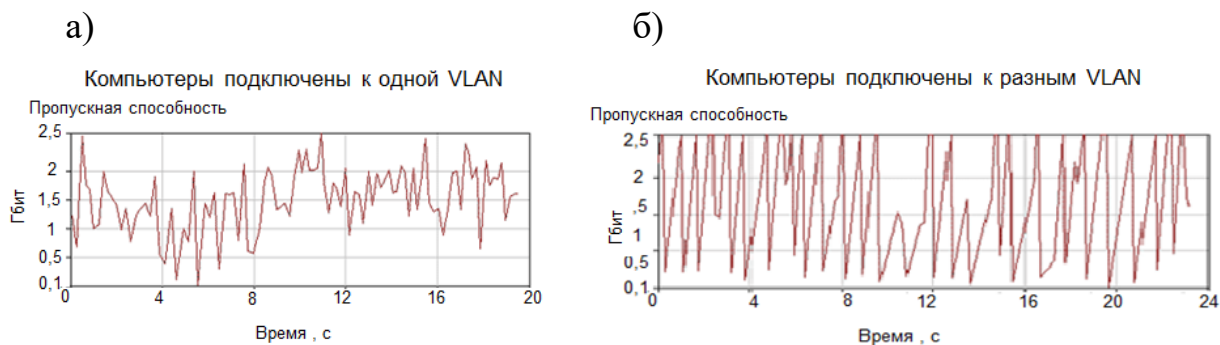 а)
Компьютеры подключены к одной VLAN
Пропускная способность
2,5
2
1,5
1
0,5
0,1
Гбит
0 4 8 12 16 20
Время , с
б)
Компьютеры подключены к разным VLAN
Пропускная способность
2,5
2
,5
1
0,5
0,1
Гбит
0 4 8 12 16 20 24
Время , с